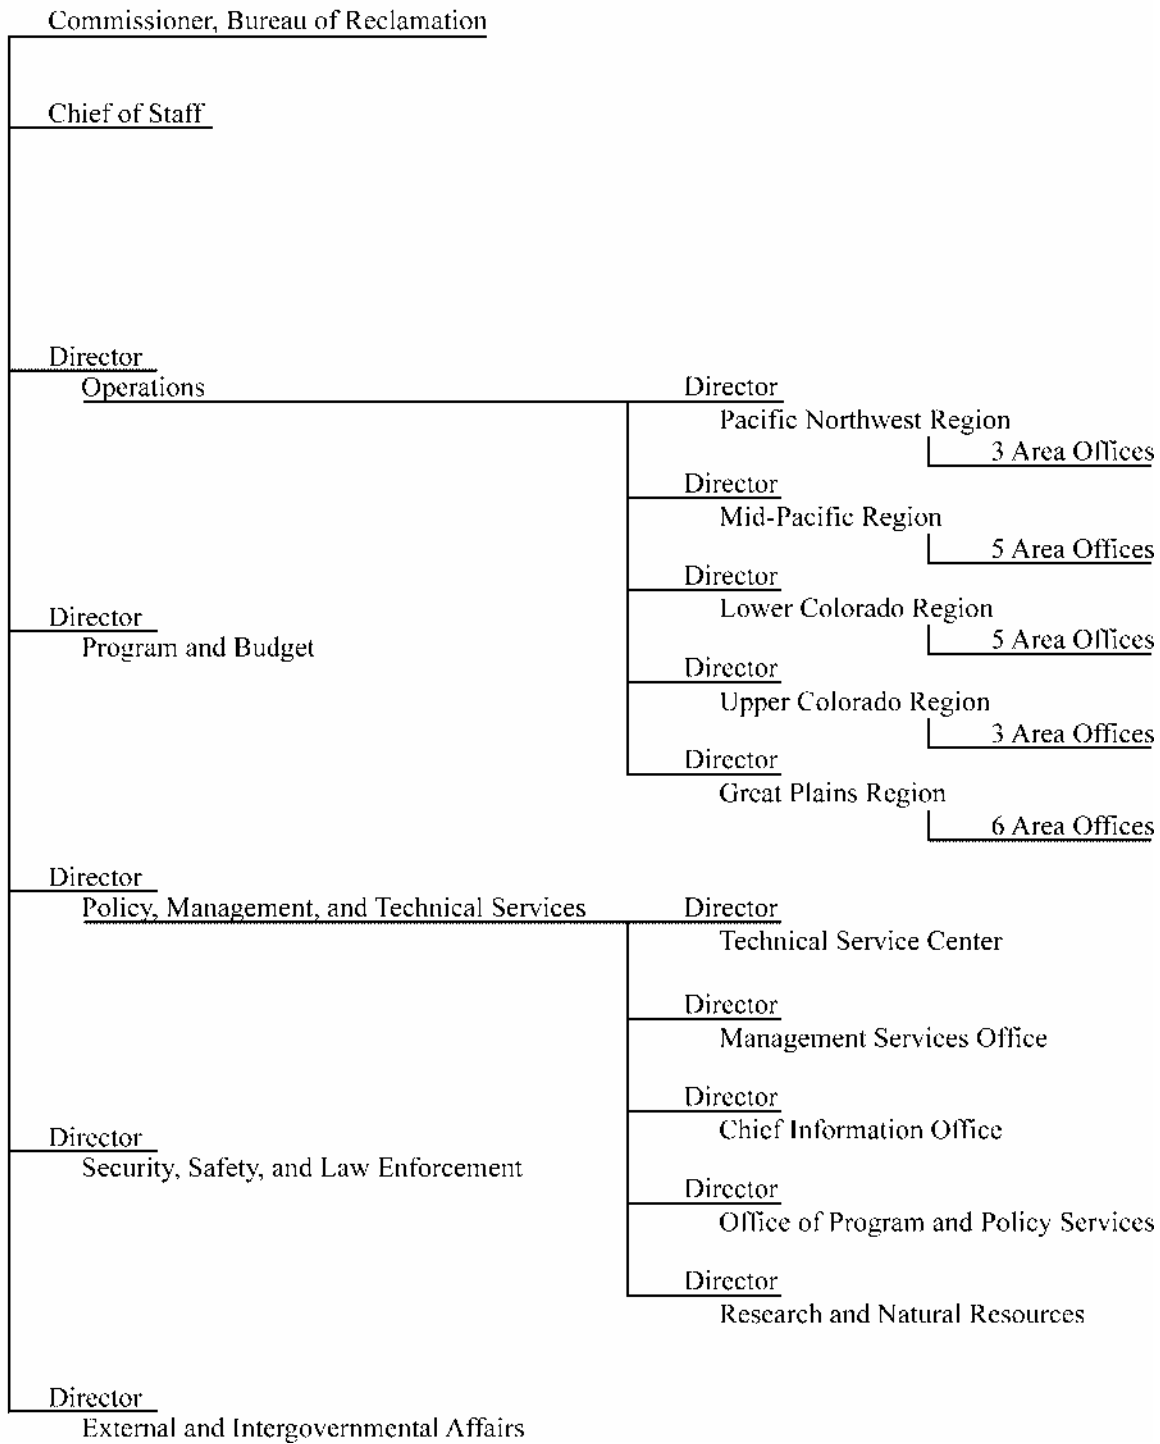 Commissioner, Bureau of Reclamation
Chief of Staff
Director
Operations
Director
Pacific Northwest Region
3 Area Offices
Director
Mid-Pacific Region
5 Area Offices
Director
Lower Colorado Region
5 Area Offices
Director
Upper Colorado Region
3 Area Offices
Director
Great Plains Region
6 Area Offices
Director
Program and Budget
Director
Policy, Management, and Technical Services
Director
Technical Service Center
Director
Management Services Office
Director
Chief Information Office
Director
Office of Program and Policy Services
Director
Research and Natural Resources
Director
Security, Safety, and Law Enforcement
Director
External and Intergovernmental Affairs